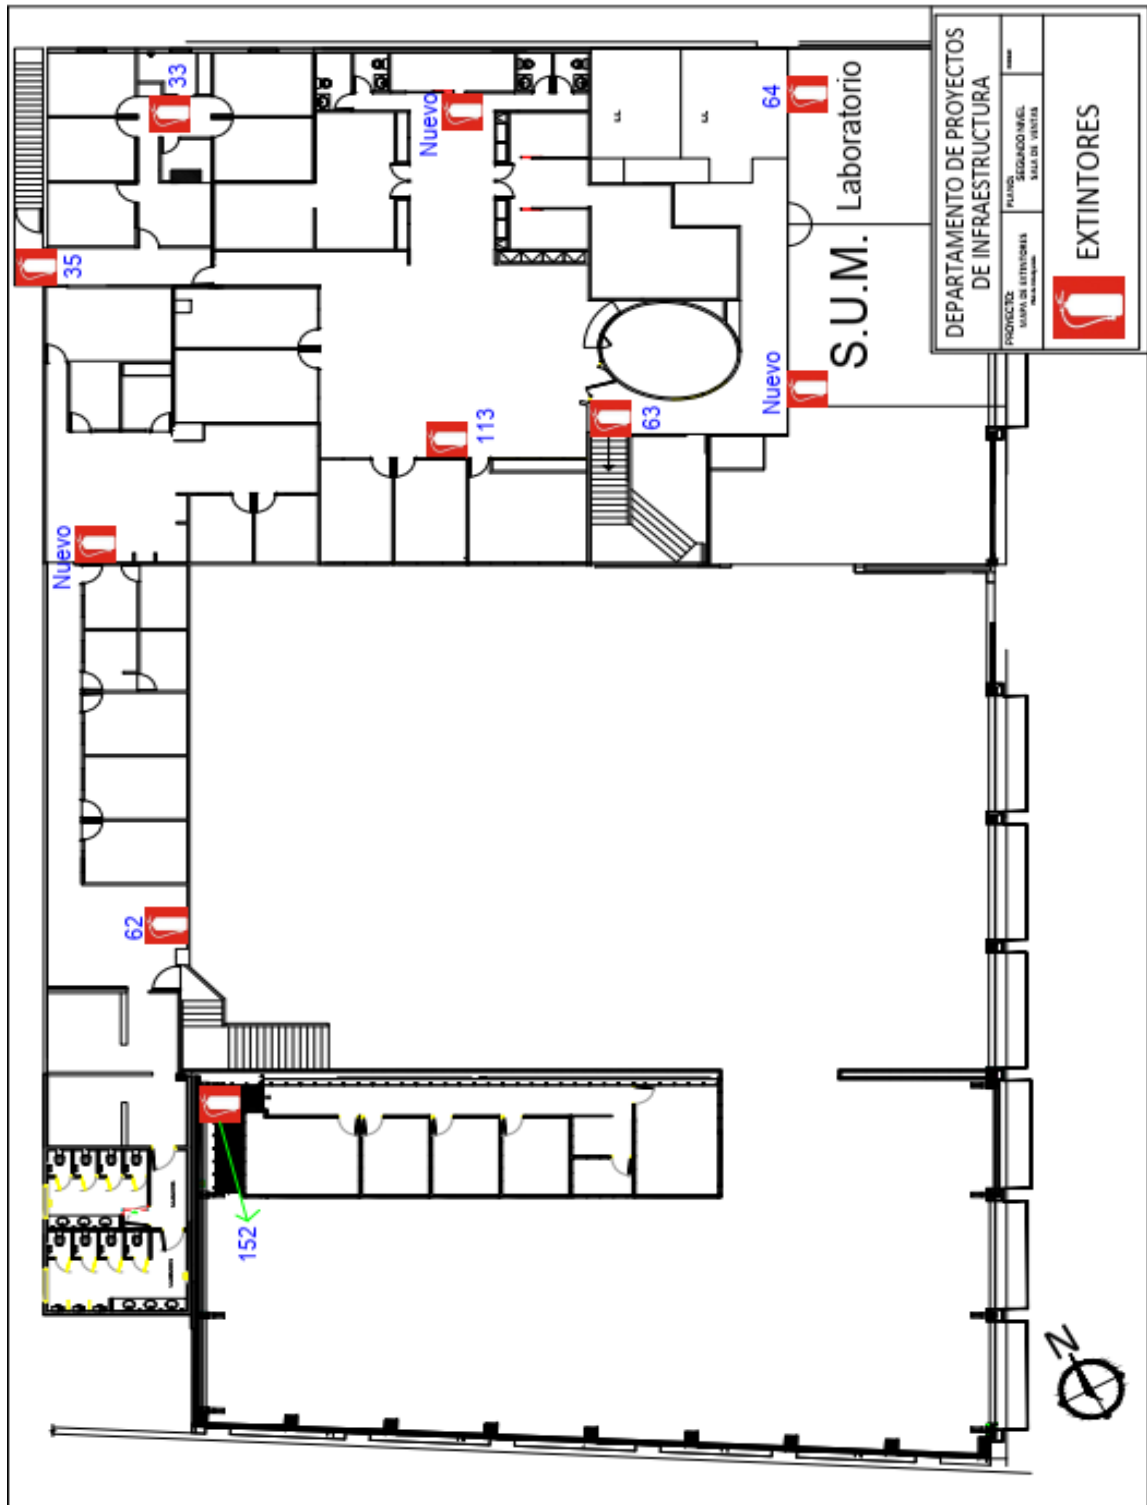 DEPARTAMENTO DE PROYECTOS
DE INFRAESTRUCTURA
PROYECTO:
MAPA DE EXTINTORES
PLANO:
SEGUNDO NIVEL
SALA DE VENTAS
EXTINTORES
33
35
Nuevo
64
Laboratorio
S.U.M.
Nuevo
63
113
Nuevo
62
152
N